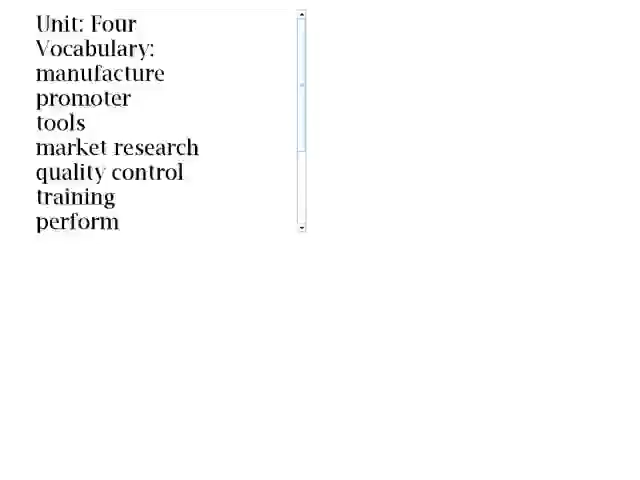 Unit: Four
Vocabulary:
manufacture
promoter
tools
market research
quality control
training
perform